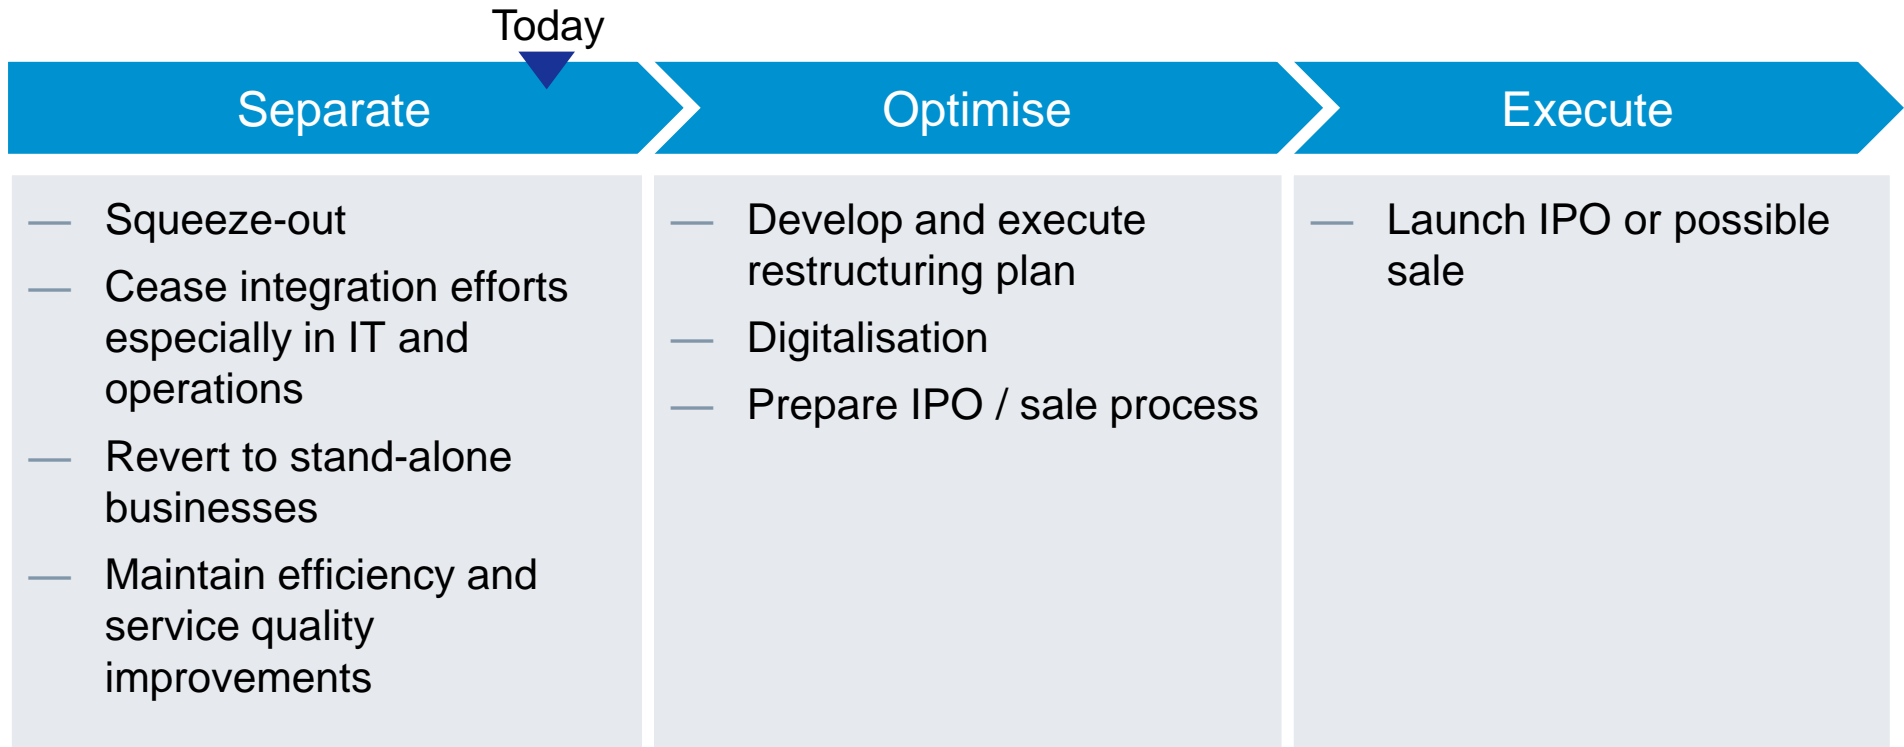 Today
Separate
Optimise
Execute
— Squeeze-out
— Cease integration efforts
especially in IT and
operations
— Revert to stand-alone
businesses
— Maintain efficiency and
service quality
improvements
— Develop and execute
restructuring plan
— Digitalisation
— Prepare IPO / sale process
— Launch IPO or possible
sale